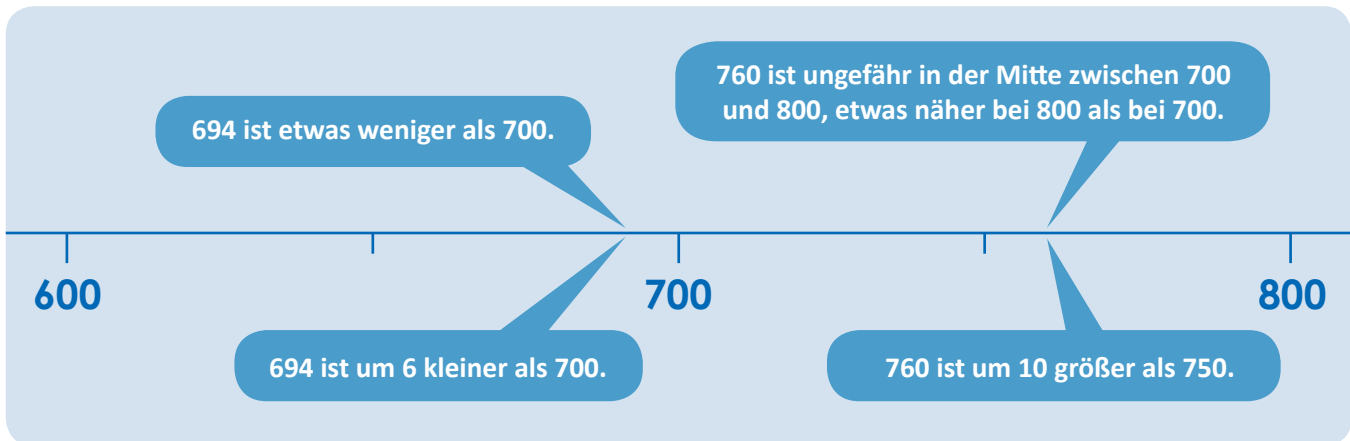 760 ist ungefähr in der Mitte zwischen 700
und 800, etwas näher bei 800 als bei 700.
694 ist etwas weniger als 700.
600
700
800
694 ist um 6 kleiner als 700.
760 ist um 10 größer als 750.